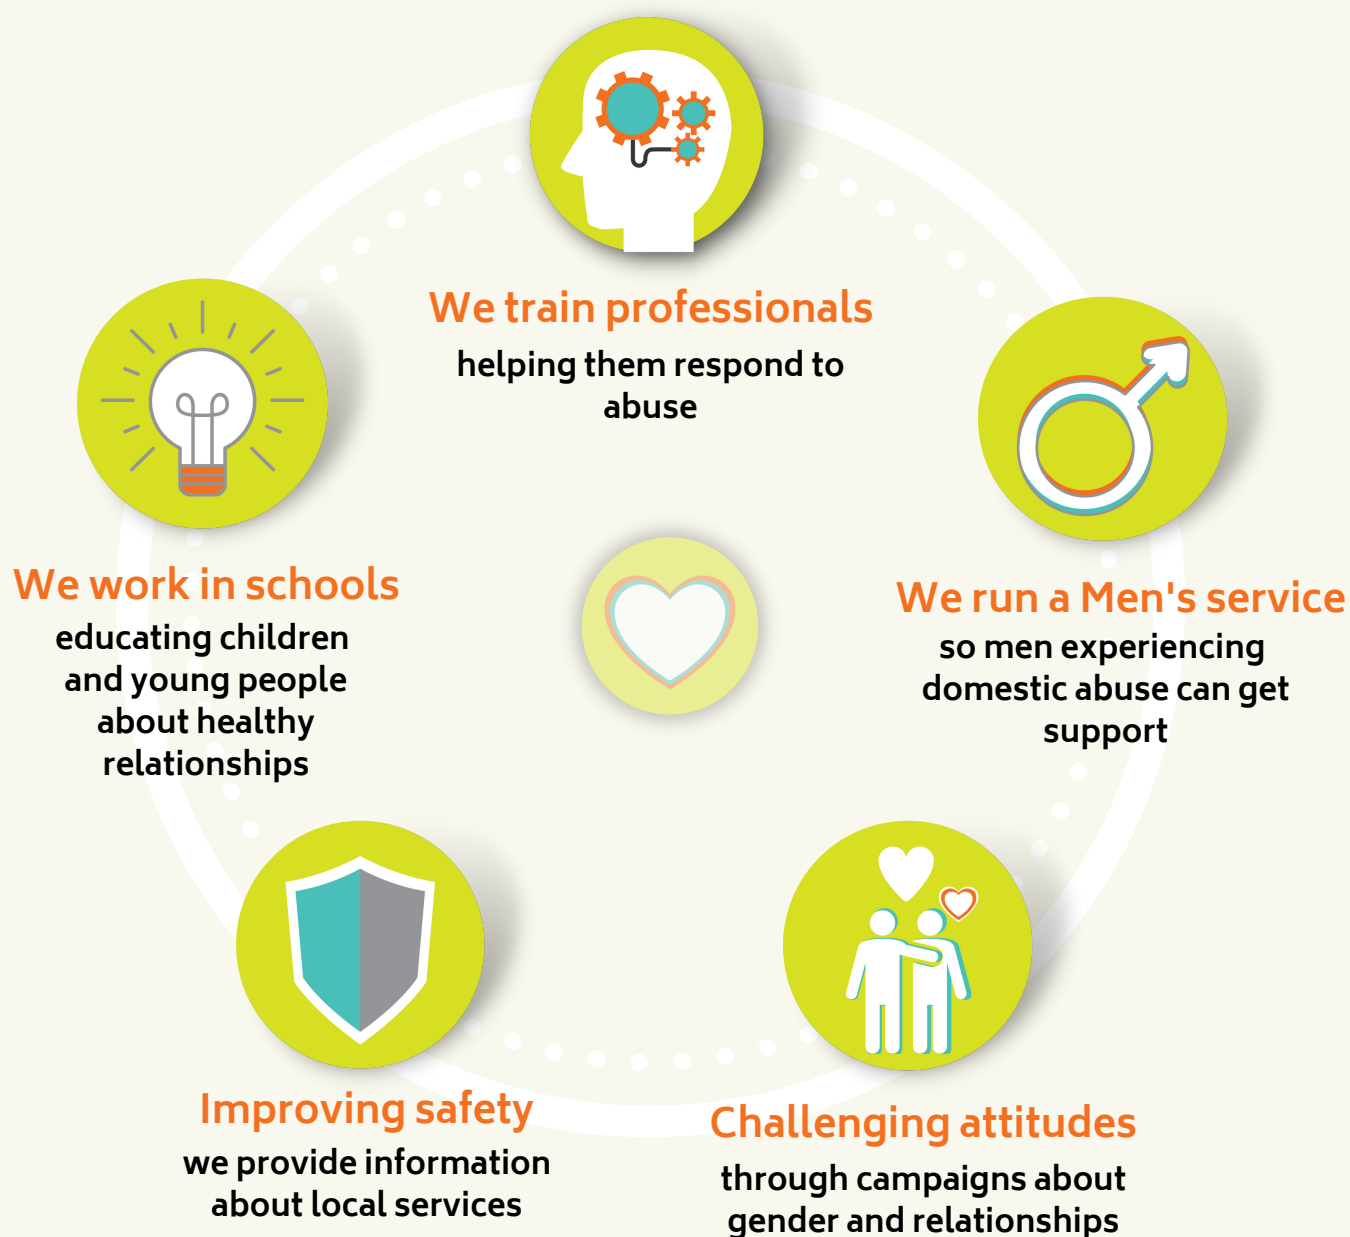 We train professionals
helping them respond to
abuse
We work in schools
educating children
and young people
about healthy
relationships
We run a Men's service
so men experiencing
domestic abuse can get
support
Improving safety
we provide information
about local services
Challenging attitudes
through campaigns about
gender and relationships